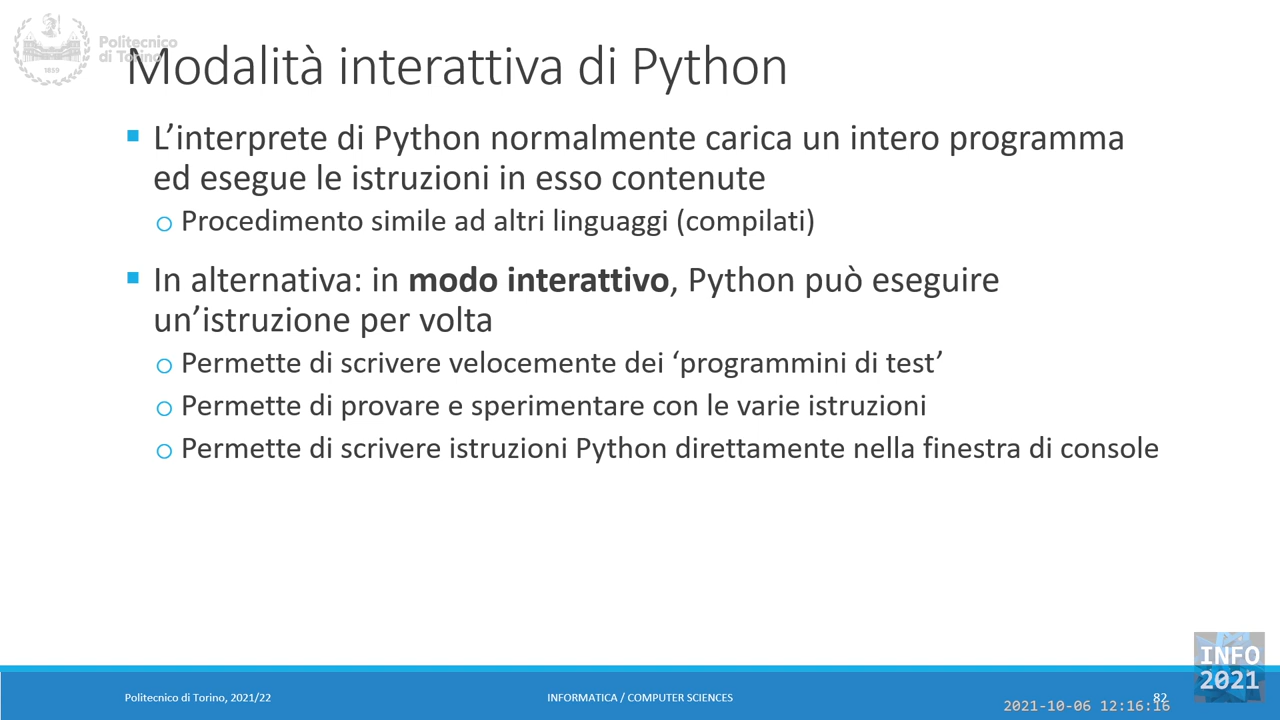 Politecnico
di Torino
1859
Modalità interattiva di Python
L’interprete di Python normalmente carica un intero programma
ed esegue le istruzioni in esso contenute
Procedimento simile ad altri linguaggi (compilati)
In alternativa: in modo interattivo, Python può eseguire
un’istruzione per volta
Permette di scrivere velocemente dei ‘programmini di test’
Permette di provare e sperimentare con le varie istruzioni
Permette di scrivere istruzioni Python direttamente nella finestra di console
INFO
2021
Politecnico di Torino, 2021/22
INFORMATICA / COMPUTER SCIENCES
82
2021-10-06 12:16:16